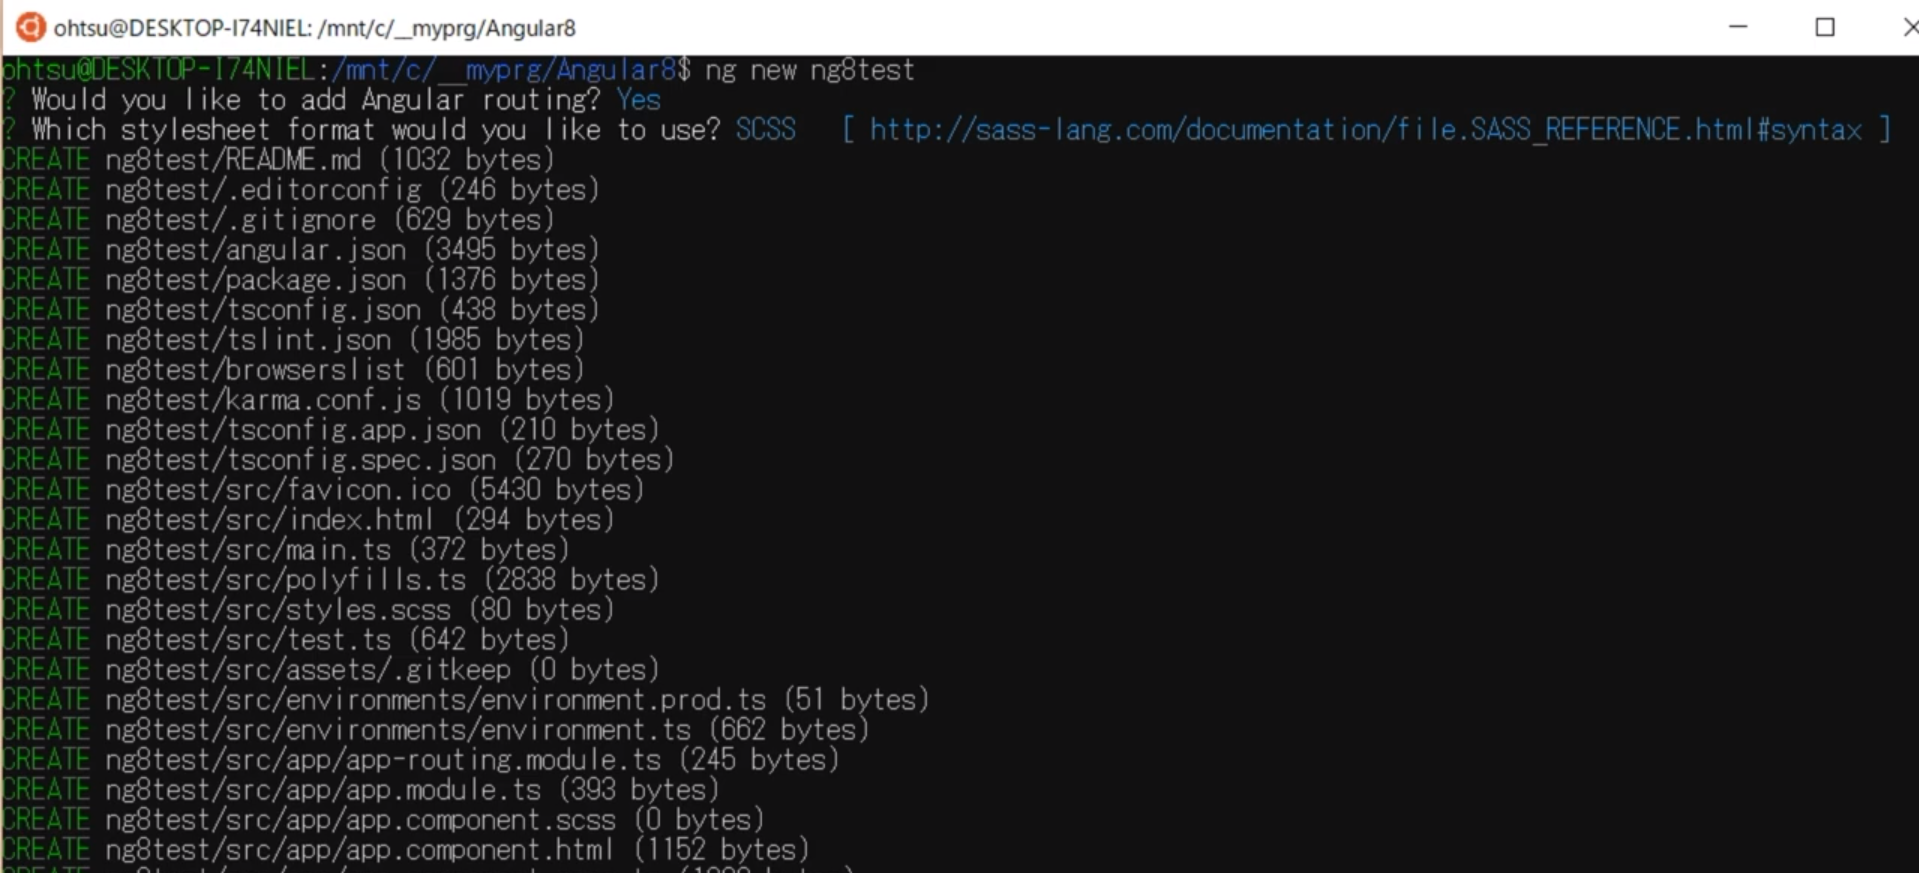 ohtsu@DESKTOP-I74NIEL: /mnt/c/__myprg/Angular8
ohtsu@DESKTOP-I74NIEL:/mnt/c/__myprg/Angular8$ ng new ng8test
? Would you like to add Angular routing? Yes
? Which stylesheet format would you like to use? SCSS   [ http://sass-lang.com/documentation/file.SASS_REFERENCE.html#syntax ]
CREATE ng8test/README.md (1032 bytes)
CREATE ng8test/.editorconfig (246 bytes)
CREATE ng8test/.gitignore (629 bytes)
CREATE ng8test/angular.json (3495 bytes)
CREATE ng8test/package.json (1376 bytes)
CREATE ng8test/tsconfig.json (438 bytes)
CREATE ng8test/tslint.json (1985 bytes)
CREATE ng8test/browserslist (601 bytes)
CREATE ng8test/karma.conf.js (1019 bytes)
CREATE ng8test/tsconfig.app.json (210 bytes)
CREATE ng8test/tsconfig.spec.json (270 bytes)
CREATE ng8test/src/favicon.ico (5430 bytes)
CREATE ng8test/src/index.html (294 bytes)
CREATE ng8test/src/main.ts (372 bytes)
CREATE ng8test/src/polyfills.ts (2838 bytes)
CREATE ng8test/src/styles.scss (80 bytes)
CREATE ng8test/src/test.ts (642 bytes)
CREATE ng8test/src/assets/.gitkeep (0 bytes)
CREATE ng8test/src/environments/environment.prod.ts (51 bytes)
CREATE ng8test/src/environments/environment.ts (662 bytes)
CREATE ng8test/src/app/app-routing.module.ts (245 bytes)
CREATE ng8test/src/app/app.module.ts (393 bytes)
CREATE ng8test/src/app/app.component.scss (0 bytes)
CREATE ng8test/src/app/app.component.html (1152 bytes)